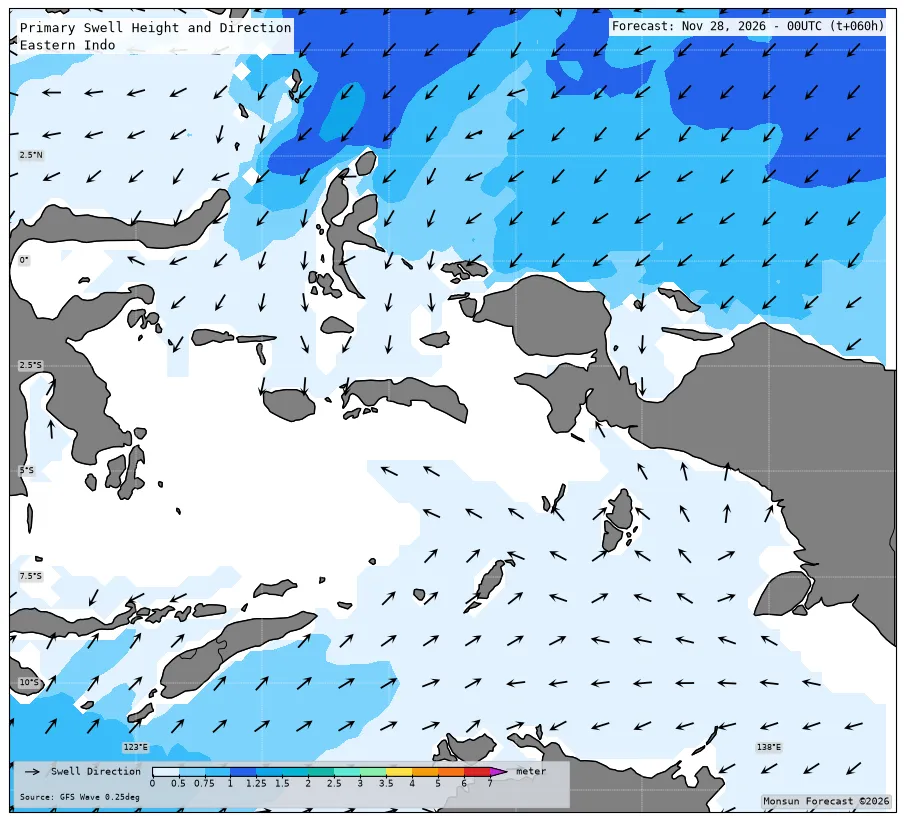 Primary Swell Height and Direction
Eastern Indo
Forecast: Nov 28, 2026 - 00UTC (t+060h)
2.5°N
0°
2.5°S
5°S
7.5°S
10°S
123°E
138°E
Swell Direction
0 0.5 0.75 1 1.25 1.5 2 2.5 3 3.5 4 5 6 7
meter
Source: GFS Wave 0.25deg
Monsun Forecast ©2026